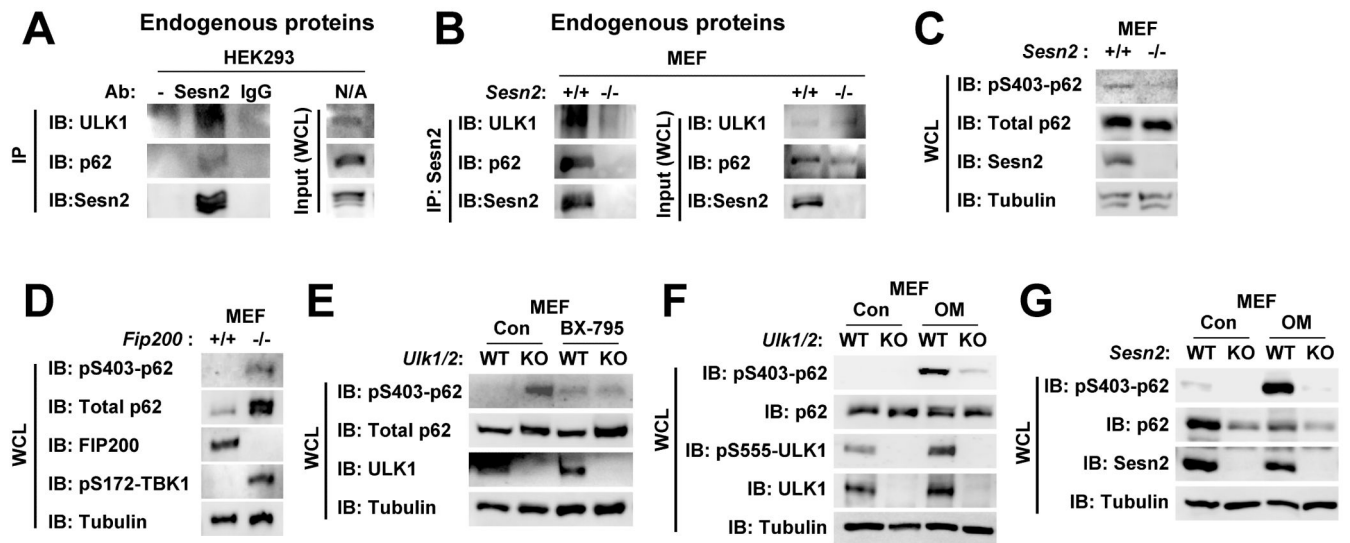 A
Endogenous proteins
HEK293
Ab: - Sesn2 IgG N/A
IP
IB: ULK1
IB: p62
IB:Sesn2
Input (WCL)
B
Endogenous proteins
MEF
Sesn2: +/+ -/- +/+ -/-
IP: Sesn2
IB: ULK1
IB: p62
IB:Sesn2
Input (WCL)
IB: ULK1
IB: p62
IB:Sesn2
C
MEF
Sesn2 : +/+ -/-
WCL
IB: pS403-p62
IB: Total p62
IB: Sesn2
IB: Tubulin
D
MEF
Fip200 : +/+ -/-
WCL
IB: pS403-p62
IB: Total p62
IB: FIP200
IB: pS172-TBK1
IB: Tubulin
E
MEF
Con BX-795
Ulk1/2: WT KO WT KO
WCL
IB: pS403-p62
IB: Total p62
IB: ULK1
IB: Tubulin
F
MEF
Con OM
Ulk1/2: WT KO WT KO
WCL
IB: pS403-p62
IB: p62
IB: pS555-ULK1
IB: ULK1
IB: Tubulin
G
MEF
Con OM
Sesn2: WT KO WT KO
WCL
IB: pS403-p62
IB: p62
IB: Sesn2
IB: Tubulin